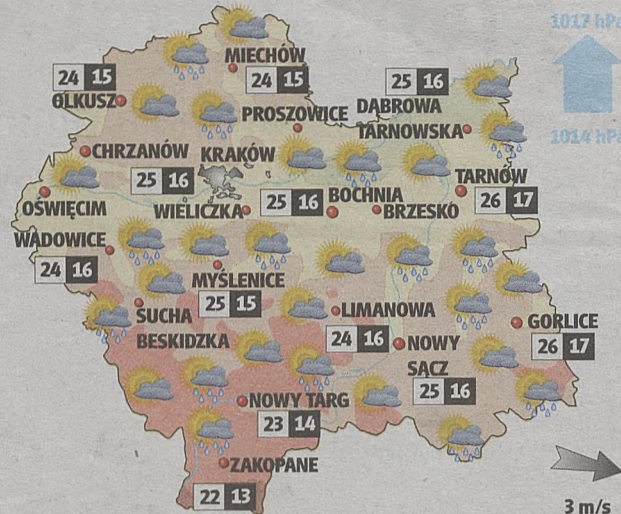 1017 hPa
MIECHÓW
24 15
OLKUSZ
24 15
25 16
PROSZOWICE
DĄBROWA
TARNOWSKA
1014 hPa
CHRZANÓW
KRAKÓW
25 16
TARNÓW
26 17
OŚWIĘCIM
WIELICZKA
25 16
BOCHNIA
BRZESKO
WADOWICE
24 16
MYŚLENICE
25 15
SUCHA
BESKIDZKA
LIMANOWA
24 16
GORLICE
26 17
NOWY
SĄCZ
25 16
NOWY TARG
23 14
ZAKOPANE
22 13
3 m/s